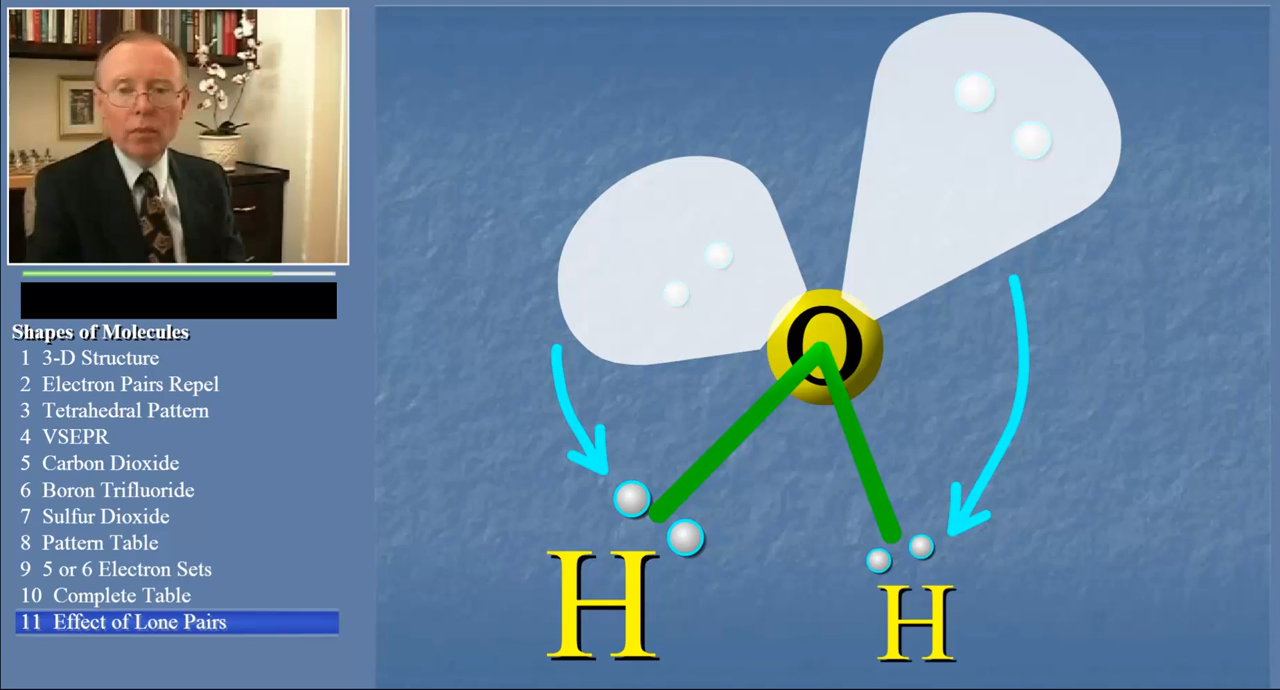 Shapes of Molecules
1 3-D Structure
2 Electron Pairs Repel
3 Tetrahedral Pattern
4 VSEPR
5 Carbon Dioxide
6 Boron Trifluoride
7 Sulfur Dioxide
8 Pattern Table
9 5 or 6 Electron Sets
10 Complete Table
11 Effect of Lone Pairs
O
H
H